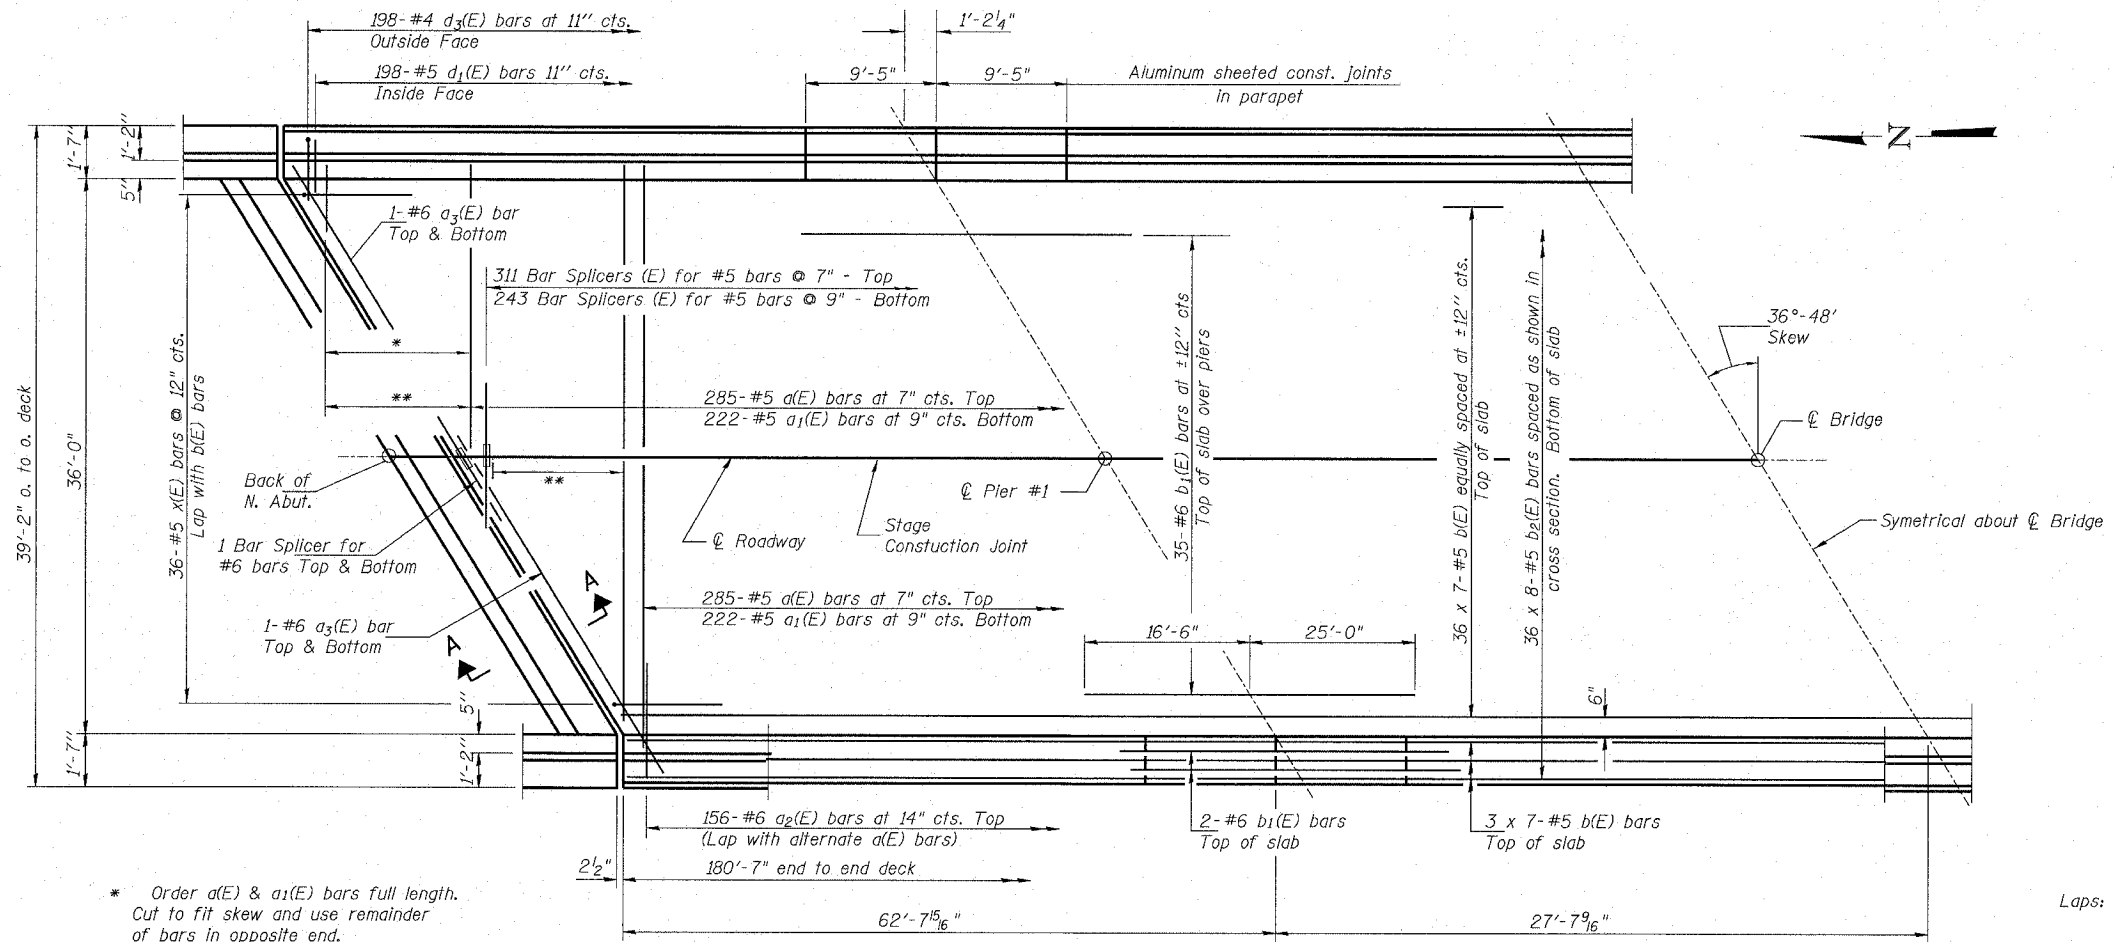 198-#4 d3(E) bars at 11" cts.
Outside Face
198-#5 d1(E) bars 11" cts.
Inside Face
1'-2 1/4"
9'-5"
9'-5"
Aluminum sheeted const. joints
in parapet
N
1'-7"
1'-2"
5"
1-#6 a3(E) bar
Top & Bottom
311 Bar Splicers (E) for #5 bars @ 7" - Top
243 Bar Splicers (E) for #5 bars @ 9" - Bottom
*
**
285-#5 a(E) bars at 7" cts. Top
222-#5 a1(E) bars at 9" cts. Bottom
39'-2" o. to o. deck
36'-0"
36-#5 x(E) bars @ 12" cts.
Lap with b(E) bars
35-#6 b1(E) bars at ±12" cts
Top of slab over piers
36 x 7-#5 b(E) equally spaced at ±12" cts.
Top of slab
36 x 8-#5 b2(E) bars spaced as shown in
cross section. Bottom of slab
36°-48'
Skew
℄ Bridge
Back of
N. Abut.
**
℄ Pier #1
℄ Roadway
Stage
Constuction Joint
Symetrical about ℄ Bridge
1 Bar Splicer for
#6 bars Top & Bottom
A
A
285-#5 a(E) bars at 7" cts. Top
222-#5 a1(E) bars at 9" cts. Bottom
1-#6 a3(E) bar
Top & Bottom
16'-6"
25'-0"
6"
5"
1'-7"
1'-2"
156-#6 a2(E) bars at 14" cts. Top
(Lap with alternate a(E) bars)
2-#6 b1(E) bars
Top of slab
3 x 7-#5 b(E) bars
Top of slab
2 1/2"
180'-7" end to end deck
62'-7 15/16"
27'-7 9/16"
Laps:
* Order a(E) & a1(E) bars full length.
Cut to fit skew and use remainder
of bars in opposite end.